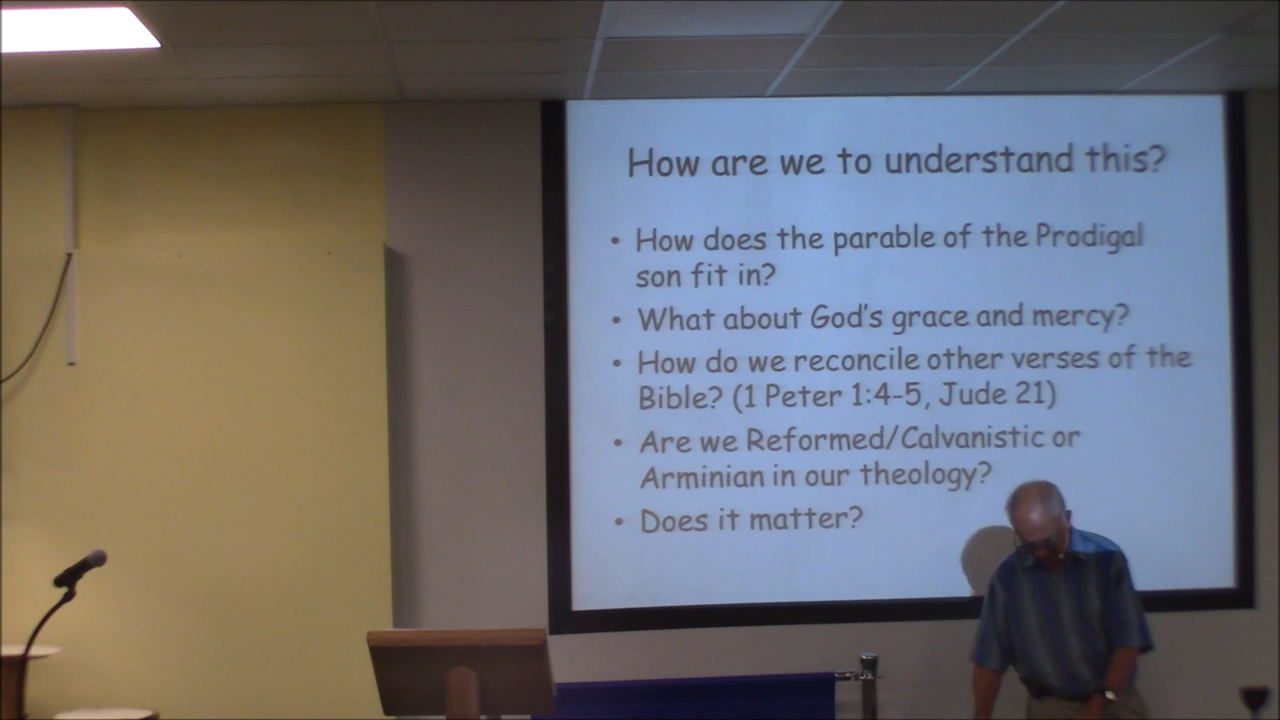 How are we to understand this?
• How does the parable of the Prodigal
son fit in?
• What about God's grace and mercy?
• How do we reconcile other verses of the
Bible? (1 Peter 1:4-5, Jude 21)
• Are we Reformed/Calvanistic or
Arminian in our theology?
• Does it matter?